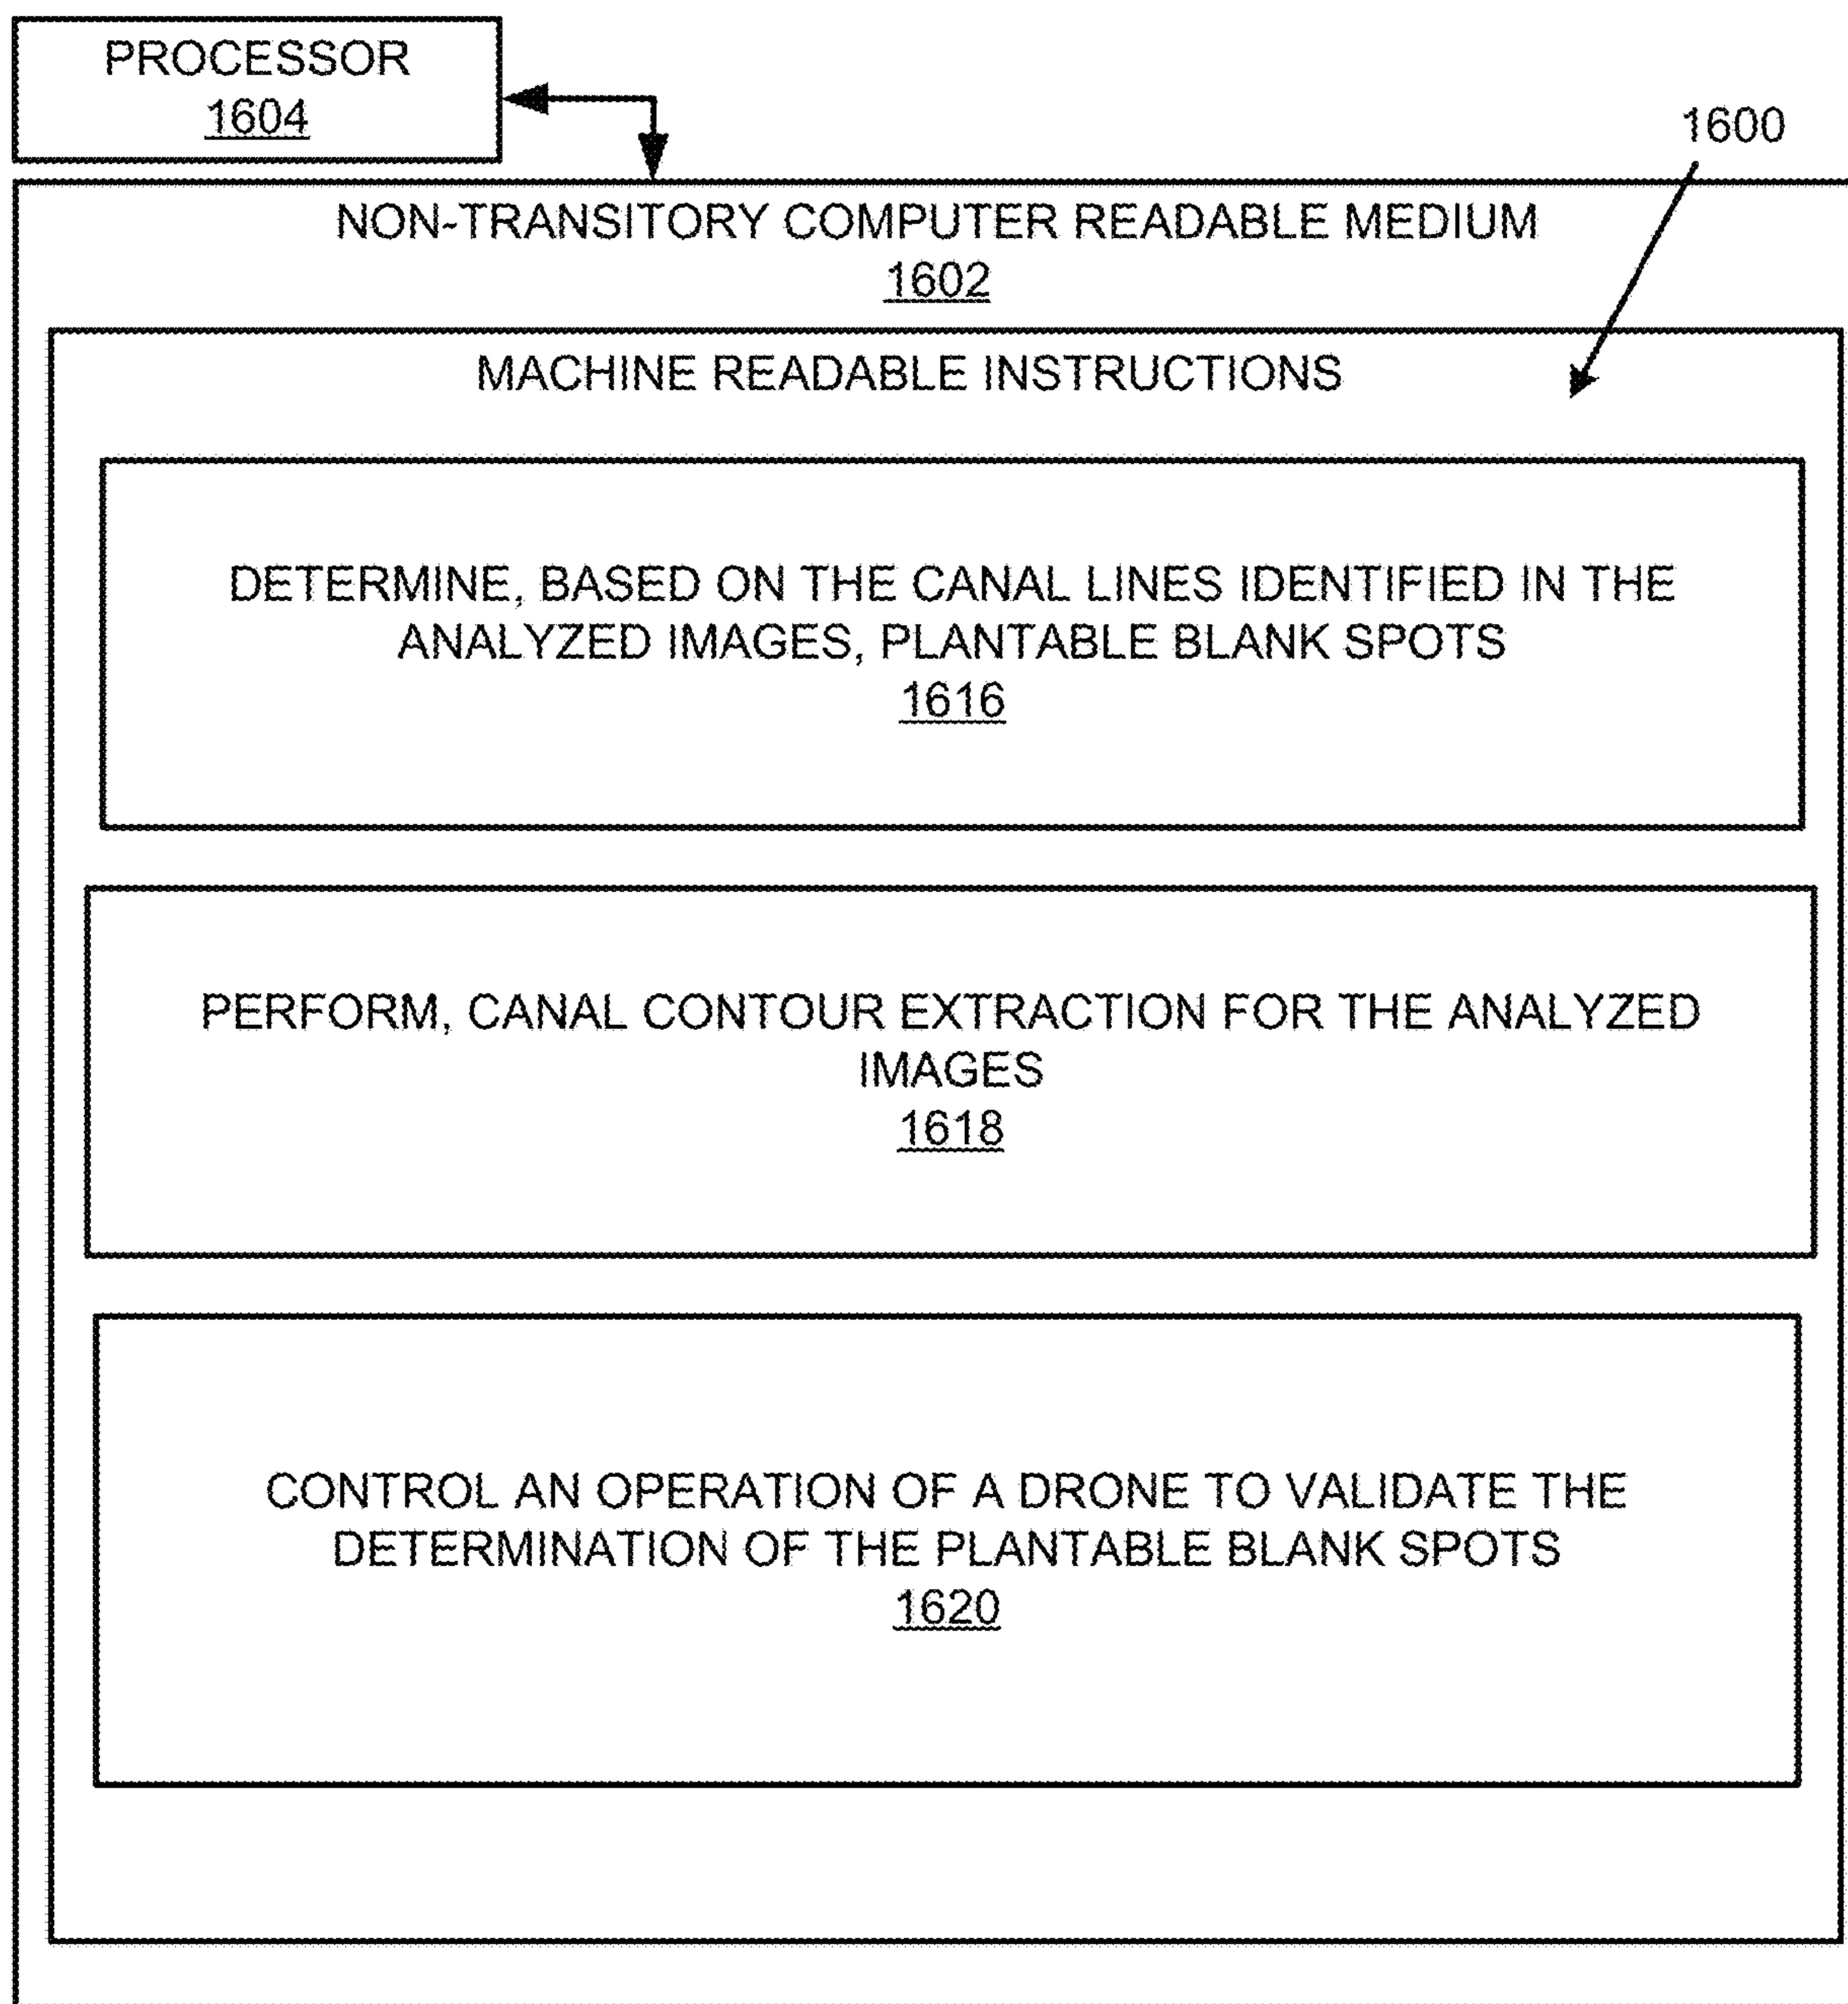 PROCESSOR
1604
1600
NON-TRANSITORY COMPUTER READABLE MEDIUM
1602
MACHINE READABLE INSTRUCTIONS
DETERMINE, BASED ON THE CANAL LINES IDENTIFIED IN THE
ANALYZED IMAGES, PLANTABLE BLANK SPOTS
1616
PERFORM, CANAL CONTOUR EXTRACTION FOR THE ANALYZED
IMAGES
1618
CONTROL AN OPERATION OF A DRONE TO VALIDATE THE
DETERMINATION OF THE PLANTABLE BLANK SPOTS
1620